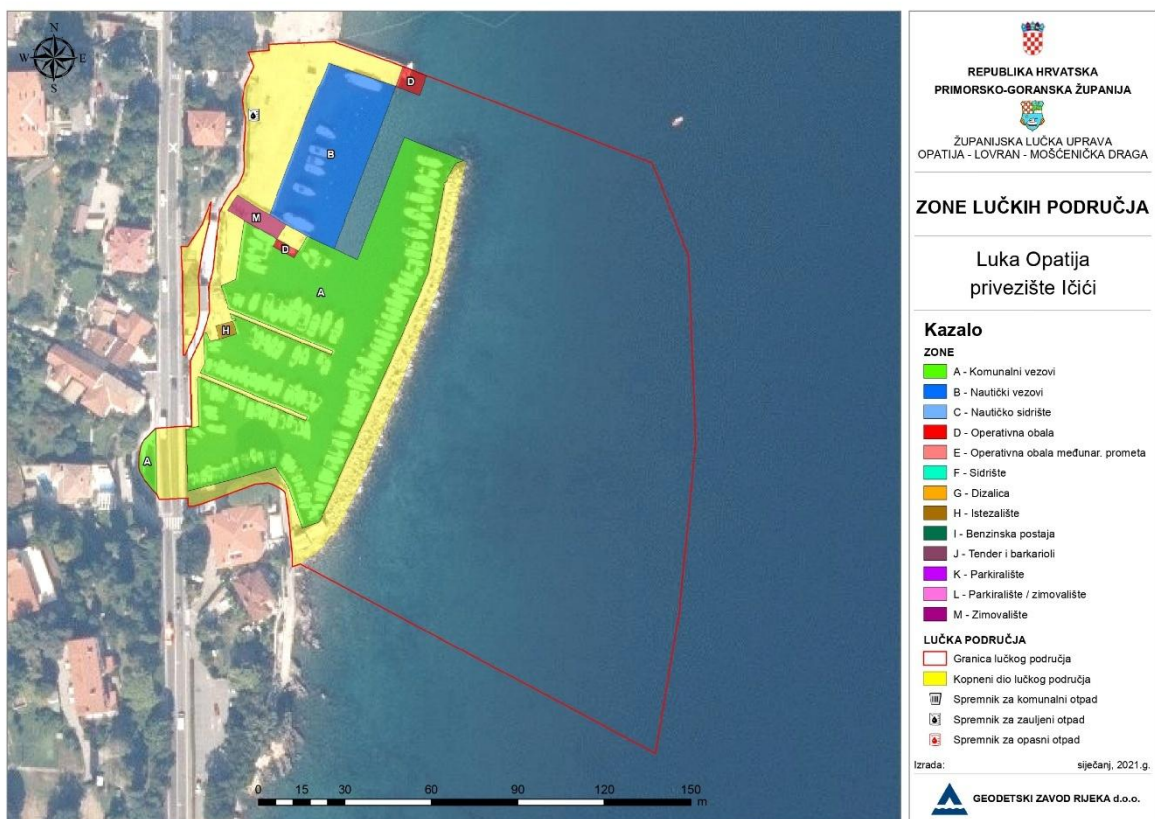 N
W E
S
D
B
M
D
A
H
A
0 15 30 60 90 120 150
m
REPUBLIKA HRVATSKA
PRIMORSKO-GORANSKA ŽUPANIJA
ŽUPANIJSKA LUČKA UPRAVA
OPATIJA - LOVRAN - MOŠĆENIČKA DRAGA
ZONE LUČKIH PODRUČJA
Luka Opatija
privezište Ičići
Kazalo
ZONE
A - Komunalni vezovi
B - Nautički vezovi
C - Nautičko sidrište
D - Operativna obala
E - Operativna obala međunar. prometa
F - Sidrište
G - Dizalica
H - Istezalište
I - Benzinska postaja
J - Tender i barkarioli
K - Parkiralište
L - Parkiralište / zimovalište
M - Zimovalište
LUČKA PODRUČJA
Granica lučkog područja
Kopneni dio lučkog područja
Spremnik za komunalni otpad
Spremnik za zauljeni otpad
Spremnik za opasni otpad
Izrada: siječanj, 2021.g.
GEODETSKI ZAVOD RIJEKA d.o.o.